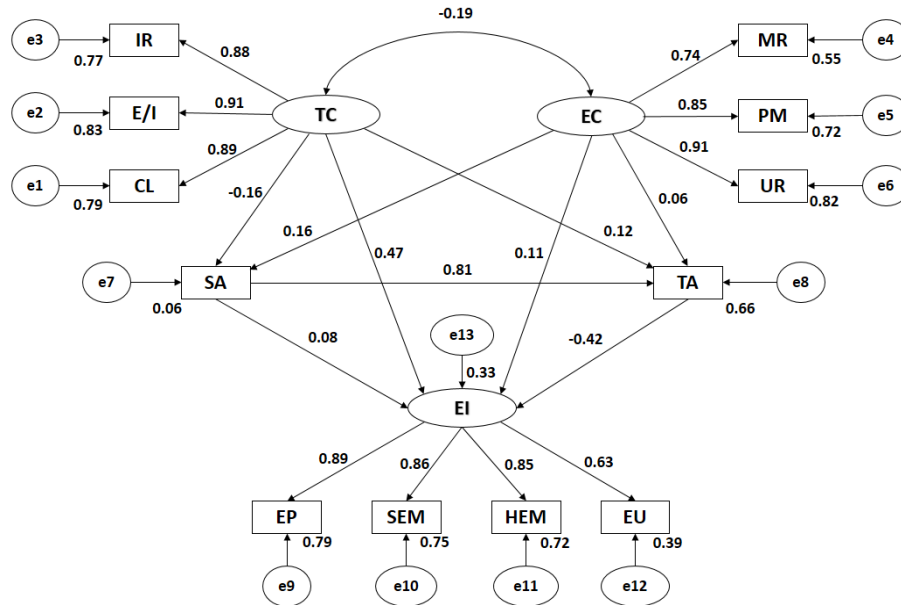 -0.19
e3
IR
MR
e4
0.77
0.88
0.74
0.55
e2
E/I
0.91
TC
EC
0.85
PM
e5
0.83
0.72
0.89
0.91
e1
CL
UR
e6
0.79
0.82
-0.16
0.06
0.16
0.47
0.11
0.12
e7
SA
0.81
TA
e8
0.06
0.66
0.08
e13
-0.42
0.33
EI
0.89
0.86
0.85
0.63
EP
SEM
HEM
EU
0.79
0.75
0.72
0.39
e9
e10
e11
e12